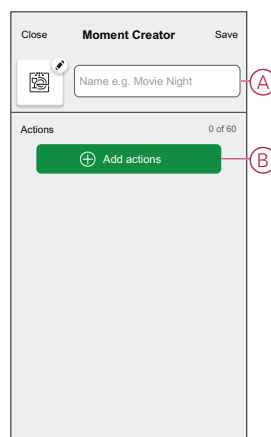 Close Moment Creator Save
Name e.g. Movie Night
A
Actions 0 of 60
Add actions
B